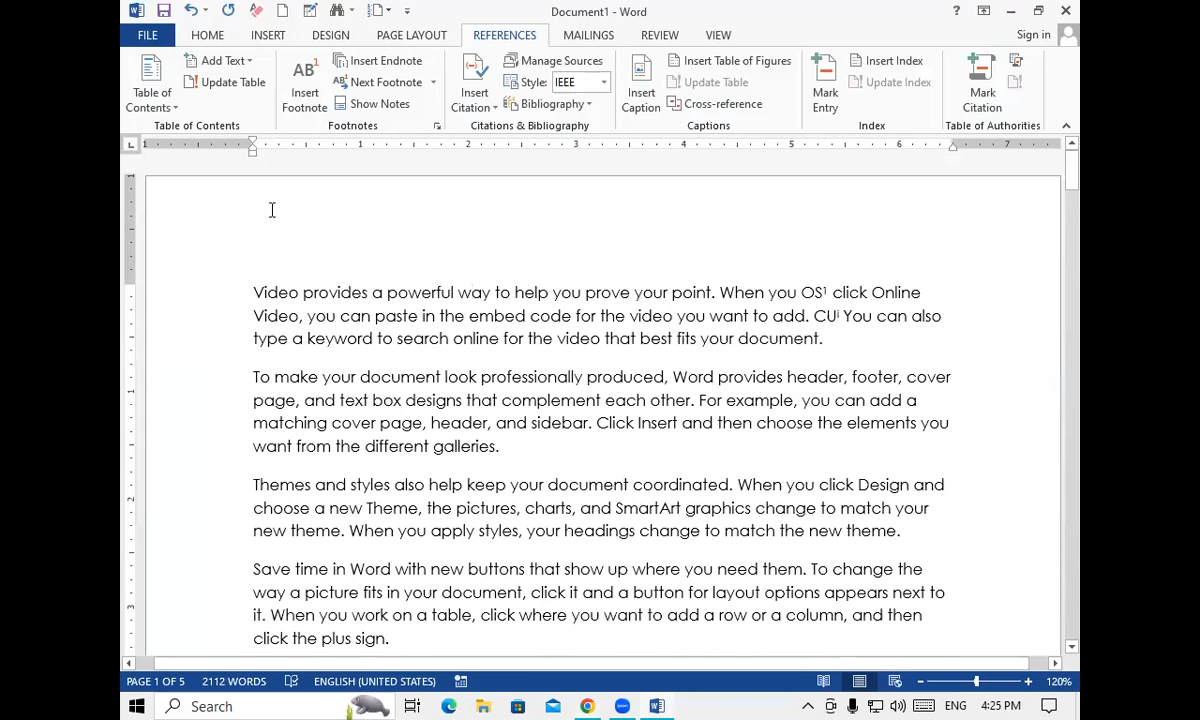 Document1 - Word
?
FILE
HOME
INSERT
DESIGN
PAGE LAYOUT
REFERENCES
MAILINGS
REVIEW
VIEW
Sign in
Table of
Contents
Add Text
Update Table
Table of Contents
AB1
Insert
Footnote
Insert Endnote
Next Footnote
Show Notes
Footnotes
Insert
Citation
Manage Sources
Style: IEEE
Bibliography
Citations & Bibliography
Insert
Caption
Insert Table of Figures
Update Table
Cross-reference
Captions
Mark
Entry
Insert Index
Update Index
Index
Mark
Citation
Table of Authorities
1 1 2 3 4 5 6 7
Video provides a powerful way to help you prove your point. When you OS¹ click Online
Video, you can paste in the embed code for the video you want to add. CUⁱ You can also
type a keyword to search online for the video that best fits your document.
To make your document look professionally produced, Word provides header, footer, cover
page, and text box designs that complement each other. For example, you can add a
matching cover page, header, and sidebar. Click Insert and then choose the elements you
want from the different galleries.
Themes and styles also help keep your document coordinated. When you click Design and
choose a new Theme, the pictures, charts, and SmartArt graphics change to match your
new theme. When you apply styles, your headings change to match the new theme.
Save time in Word with new buttons that show up where you need them. To change the
way a picture fits in your document, click it and a button for layout options appears next to
it. When you work on a table, click where you want to add a row or a column, and then
click the plus sign.
PAGE 1 OF 5
2112 WORDS
ENGLISH (UNITED STATES)
120%
Search
ENG
4:25 PM